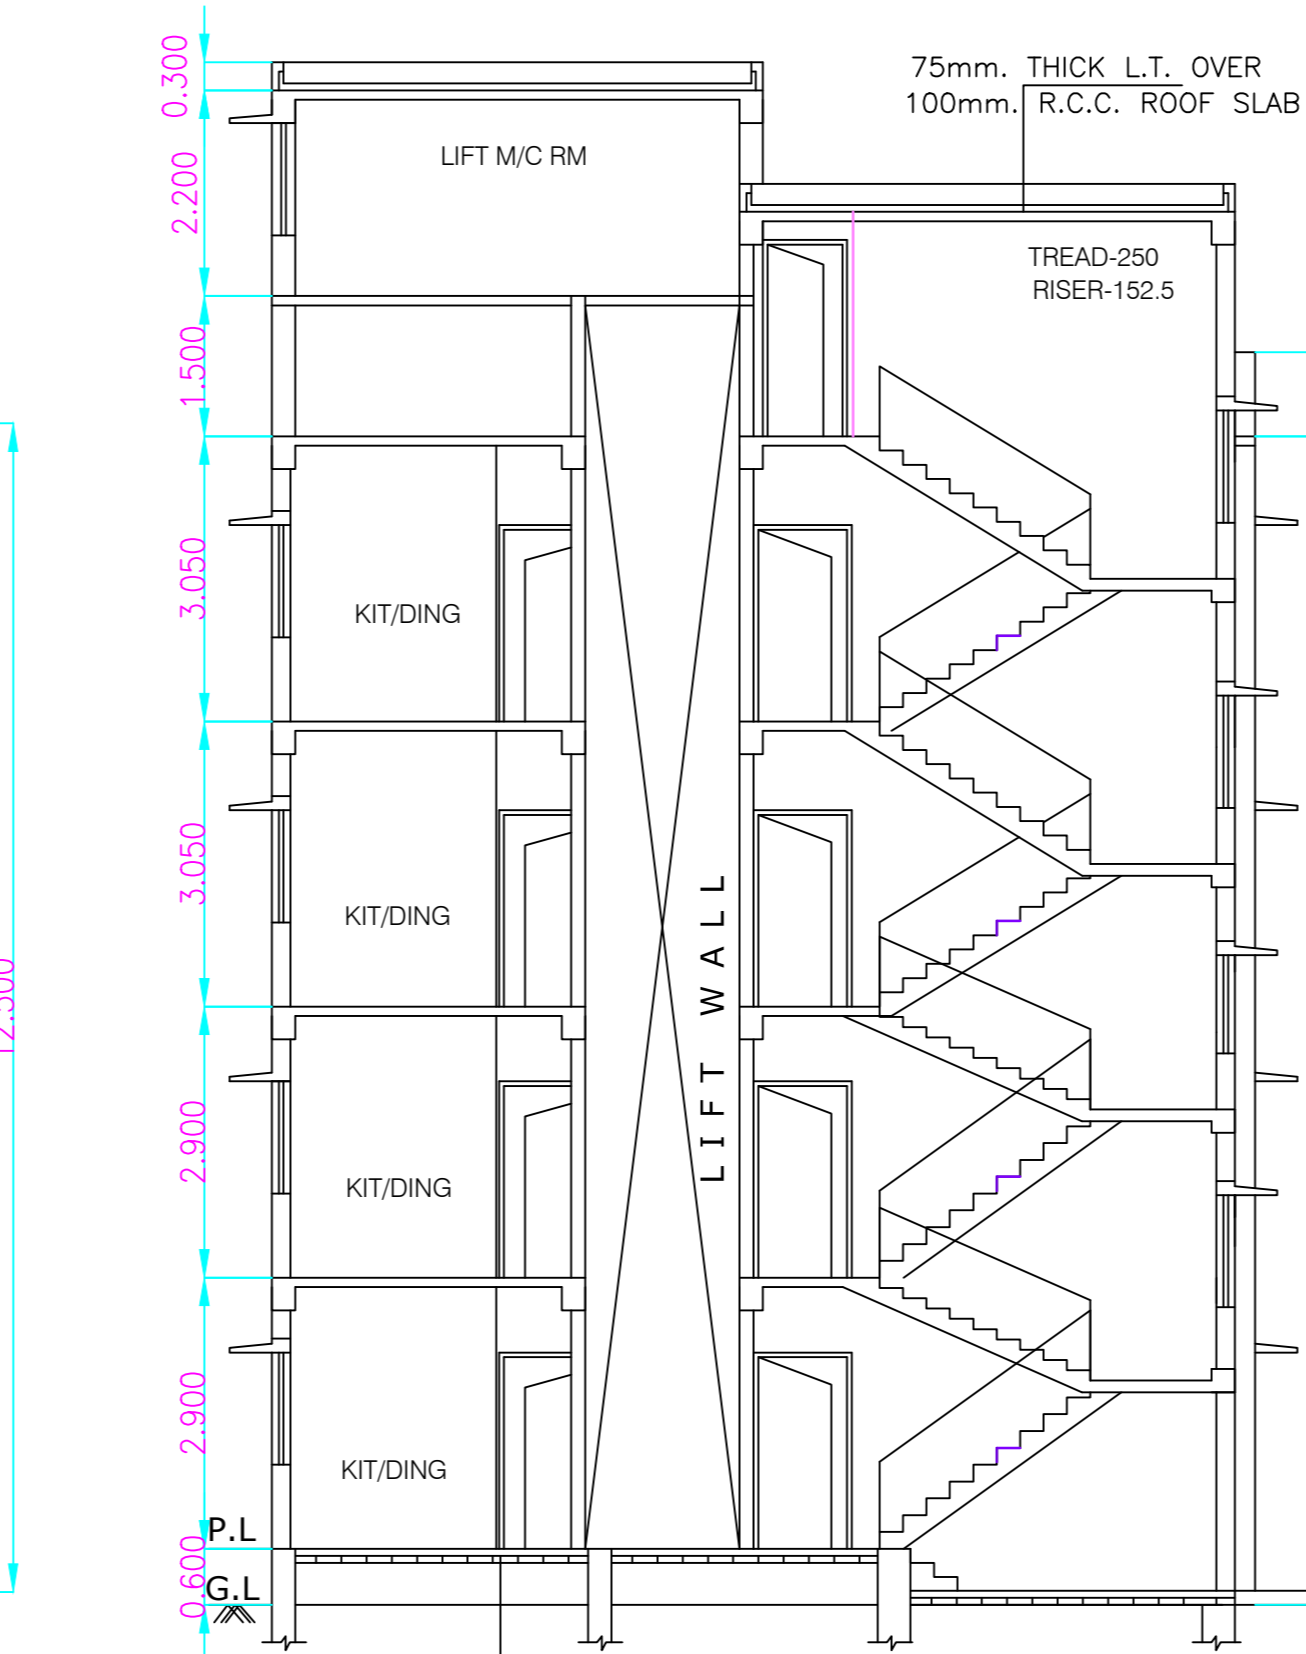 75mm. THICK L.T. OVER
100mm. R.C.C. ROOF SLAB
0.300
LIFT M/C RM
2.200
TREAD-250
RISER-152.5
1.500
3.050
KIT/DING
3.050
KIT/DING
LIFT WALL
2.900
KIT/DING
2.900
KIT/DING
P.L
0.600
G.L